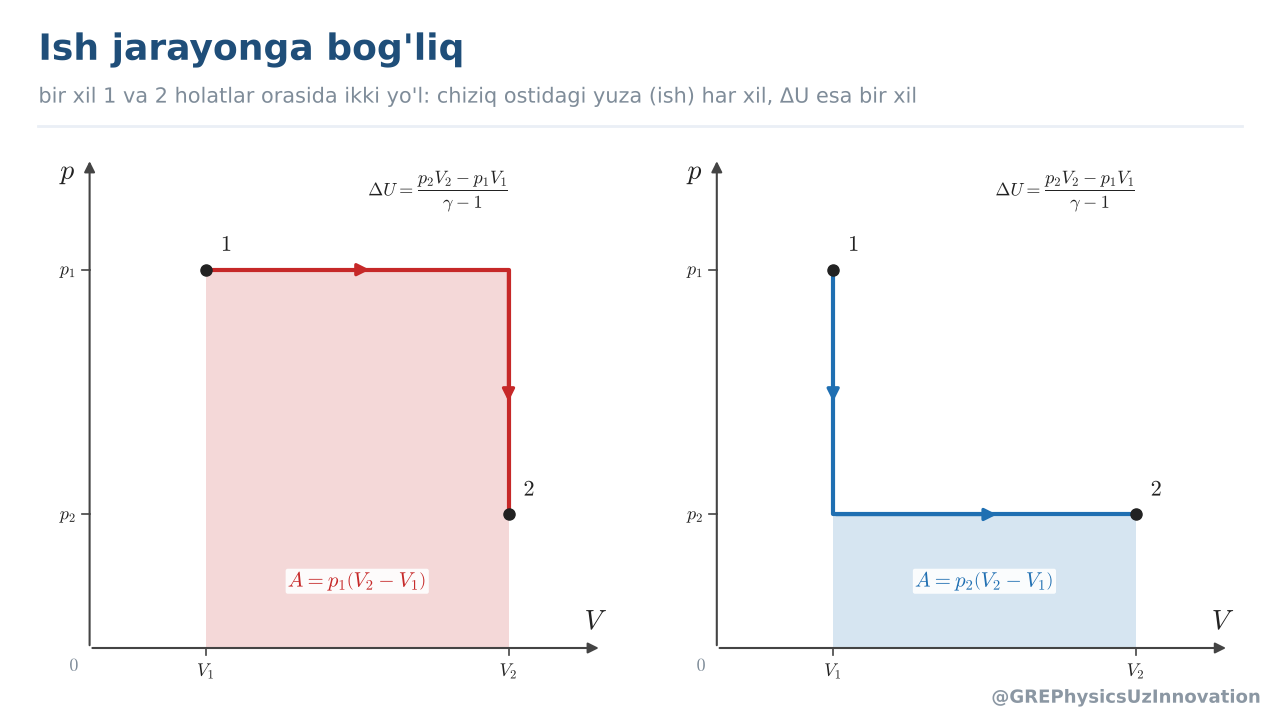 Ish jarayonga bog'liq
bir xil 1 va 2 holatlar orasida ikki yo'l: chiziq ostidagi yuza (ish) har xil, ΔU esa bir xil
p
ΔU = (p₂V₂ − p₁V₁)/(γ − 1)
1
p₁
2
p₂
A = p₁(V₂ − V₁)
V
0
V₁
V₂
p
ΔU = (p₂V₂ − p₁V₁)/(γ − 1)
1
p₁
2
p₂
A = p₂(V₂ − V₁)
V
0
V₁
V₂
@GREPhysicsUzInnovation